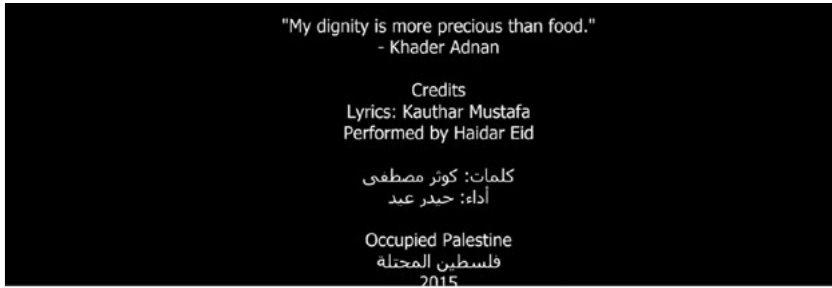 "My dignity is more precious than food."
- Khader Adnan
Credits
Lyrics: Kauthar Mustafa
Performed by Haidar Eid
كلمات: كوثر مصطفى
أداء: حيدر عيد
Occupied Palestine
فلسطين المحتلة
2015